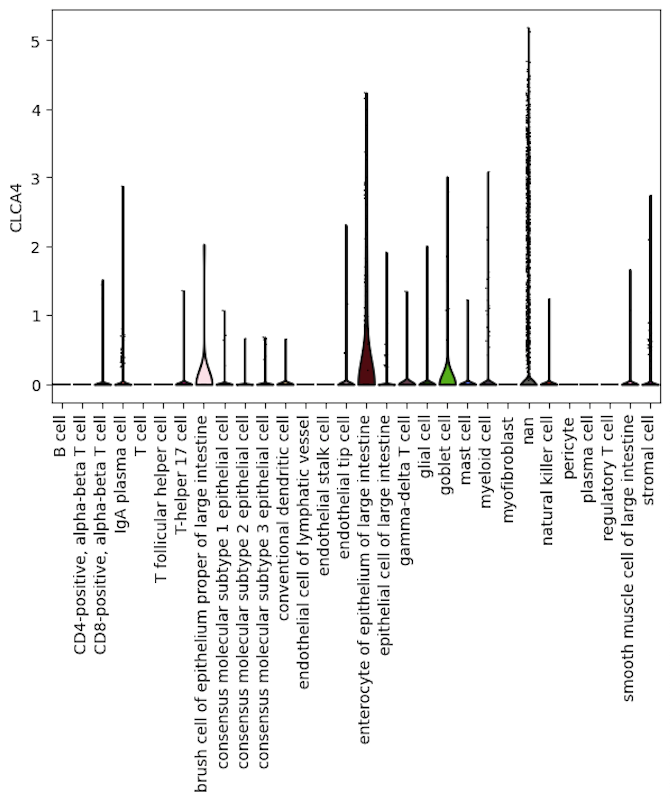 CLCA4
5
4
3
2
1
0
B cell
CD4-positive, alpha-beta T cell
CD8-positive, alpha-beta T cell
IgA plasma cell
T cell
T follicular helper cell
T-helper 17 cell
brush cell of epithelium proper of large intestine
consensus molecular subtype 1 epithelial cell
consensus molecular subtype 2 epithelial cell
consensus molecular subtype 3 epithelial cell
conventional dendritic cell
endothelial cell of lymphatic vessel
endothelial stalk cell
endothelial tip cell
enterocyte of epithelium of large intestine
epithelial cell of large intestine
gamma-delta T cell
glial cell
goblet cell
mast cell
myeloid cell
myofibroblast
nan
natural killer cell
pericyte
plasma cell
regulatory T cell
smooth muscle cell of large intestine
stromal cell